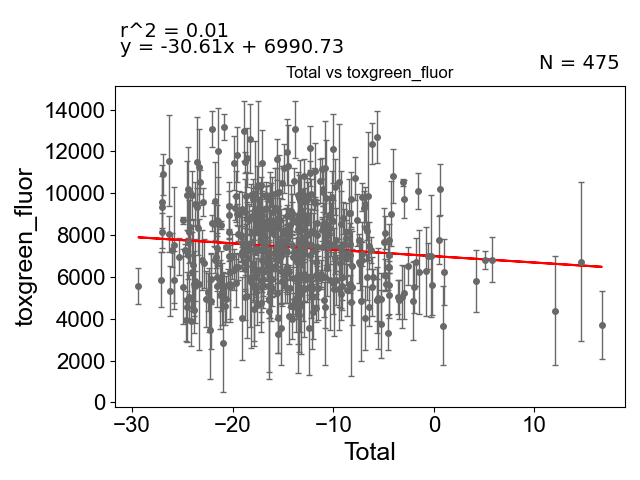 r^2 = 0.01
y = -30.61x + 6990.73
N = 475
Total vs toxgreen_fluor
14000
12000
10000
8000
6000
4000
2000
0
toxgreen_fluor
−30
−20
−10
0
10
Total